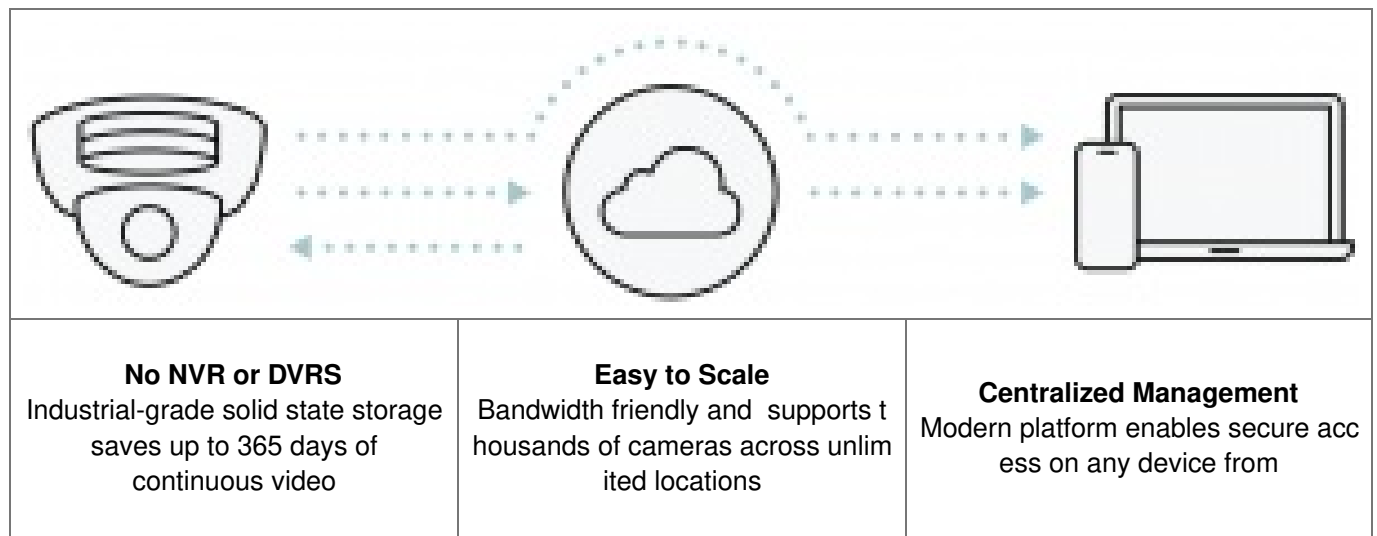 No NVR or DVRS
Industrial-grade solid state storage
saves up to 365 days of
continuous video
Easy to Scale
Bandwidth friendly and  supports t
housands of cameras across unlim
ited locations
Centralized Management
Modern platform enables secure acc
ess on any device from